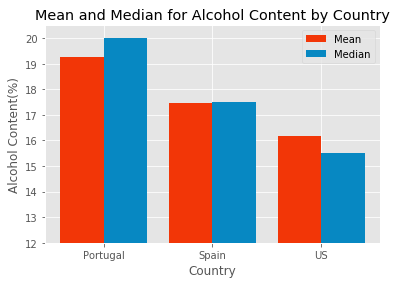 Mean and Median for Alcohol Content by Country
Mean
Median
Alcohol Content(%)
20
19
18
17
16
15
14
13
12
Portugal
Spain
US
Country